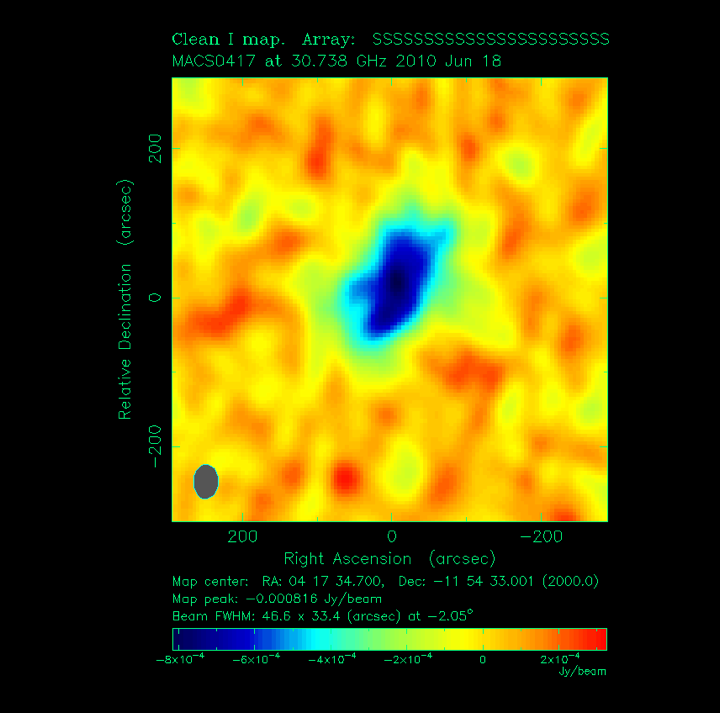 Clean I map.  Array:  SSSSSSSSSSSSSSSSSSSSSSS
MACS0417 at 30.738 GHz 2010 Jun 18
Relative Declination (arcsec)
200
0
−200
200 0 −200
Right Ascension (arcsec)
Map center: RA: 04 17 34.700, Dec: −11 54 33.001 (2000.0)
Map peak: −0.000816 Jy/beam
Beam FWHM: 46.6 x 33.4 (arcsec) at −2.05°
−8×10⁻⁴ −6×10⁻⁴ −4×10⁻⁴ −2×10⁻⁴ 0 2×10⁻⁴
Jy/beam